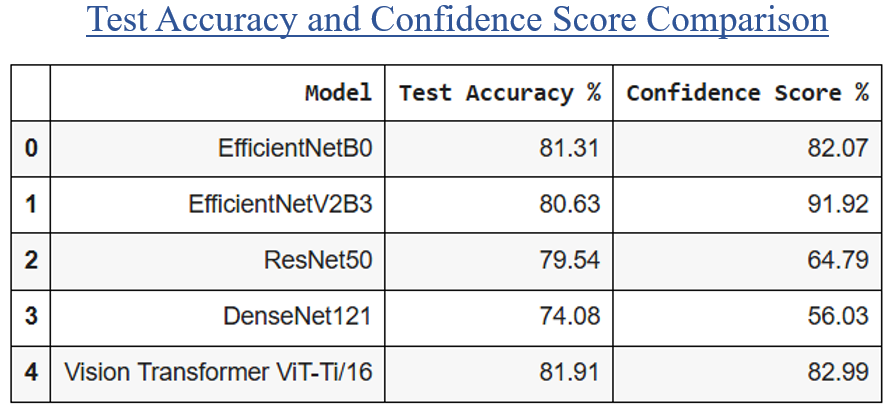 Test Accuracy and Confidence Score Comparison
Model Test Accuracy % Confidence Score %
0 EfficientNetB0 81.31 82.07
1 EfficientNetV2B3 80.63 91.92
2 ResNet50 79.54 64.79
3 DenseNet121 74.08 56.03
4 Vision Transformer ViT-Ti/16 81.91 82.99